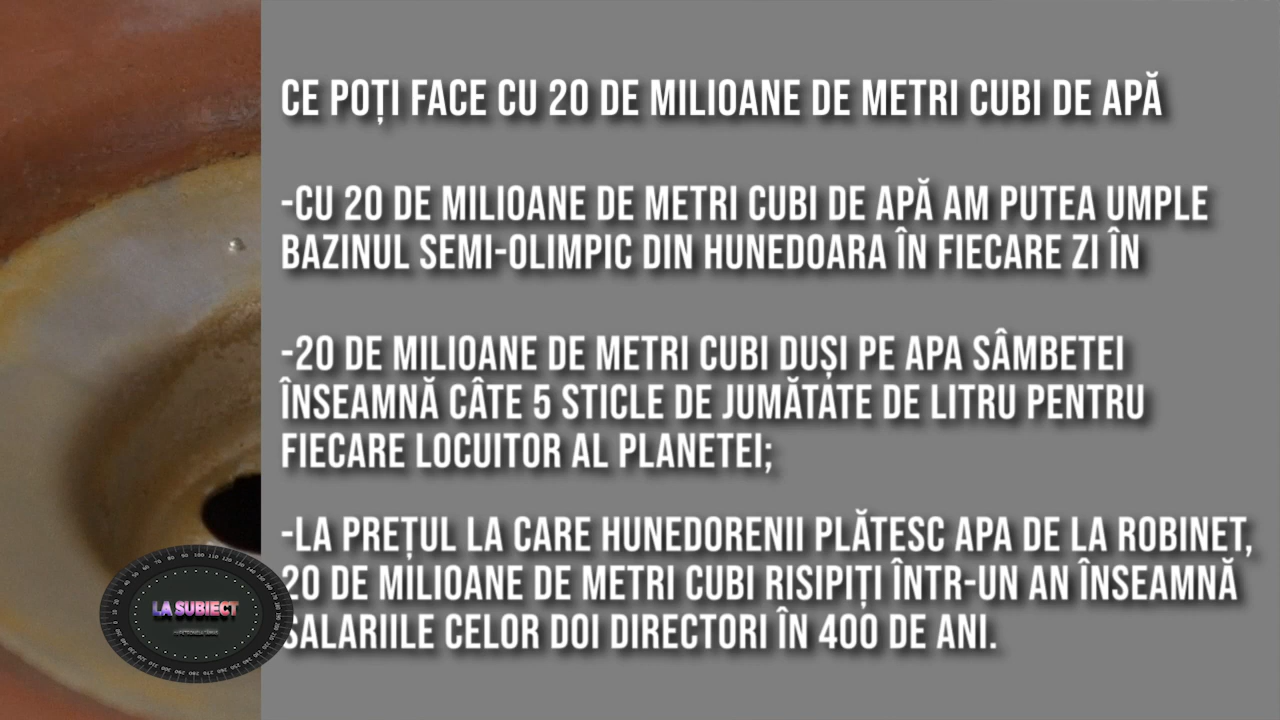 CE POȚI FACE CU 20 DE MILIOANE DE METRI CUBI DE APĂ
-CU 20 DE MILIOANE DE METRI CUBI DE APĂ AM PUTEA UMPLE
BAZINUL SEMI-OLIMPIC DIN HUNEDOARA ÎN FIECARE ZI ÎN
-20 DE MILIOANE DE METRI CUBI DUȘI PE APA SÂMBETEI
ÎNSEAMNĂ CÂTE 5 STICLE DE JUMĂTATE DE LITRU PENTRU
FIECARE LOCUITOR AL PLANETEI;
-LA PREȚUL LA CARE HUNEDORENII PLĂTESC APA DE LA ROBINET,
20 DE MILIOANE DE METRI CUBI RISIPIȚI ÎNTR-UN AN ÎNSEAMNĂ
SALARIILE CELOR DOI DIRECTORI ÎN 400 DE ANI.
LA SUBIECT